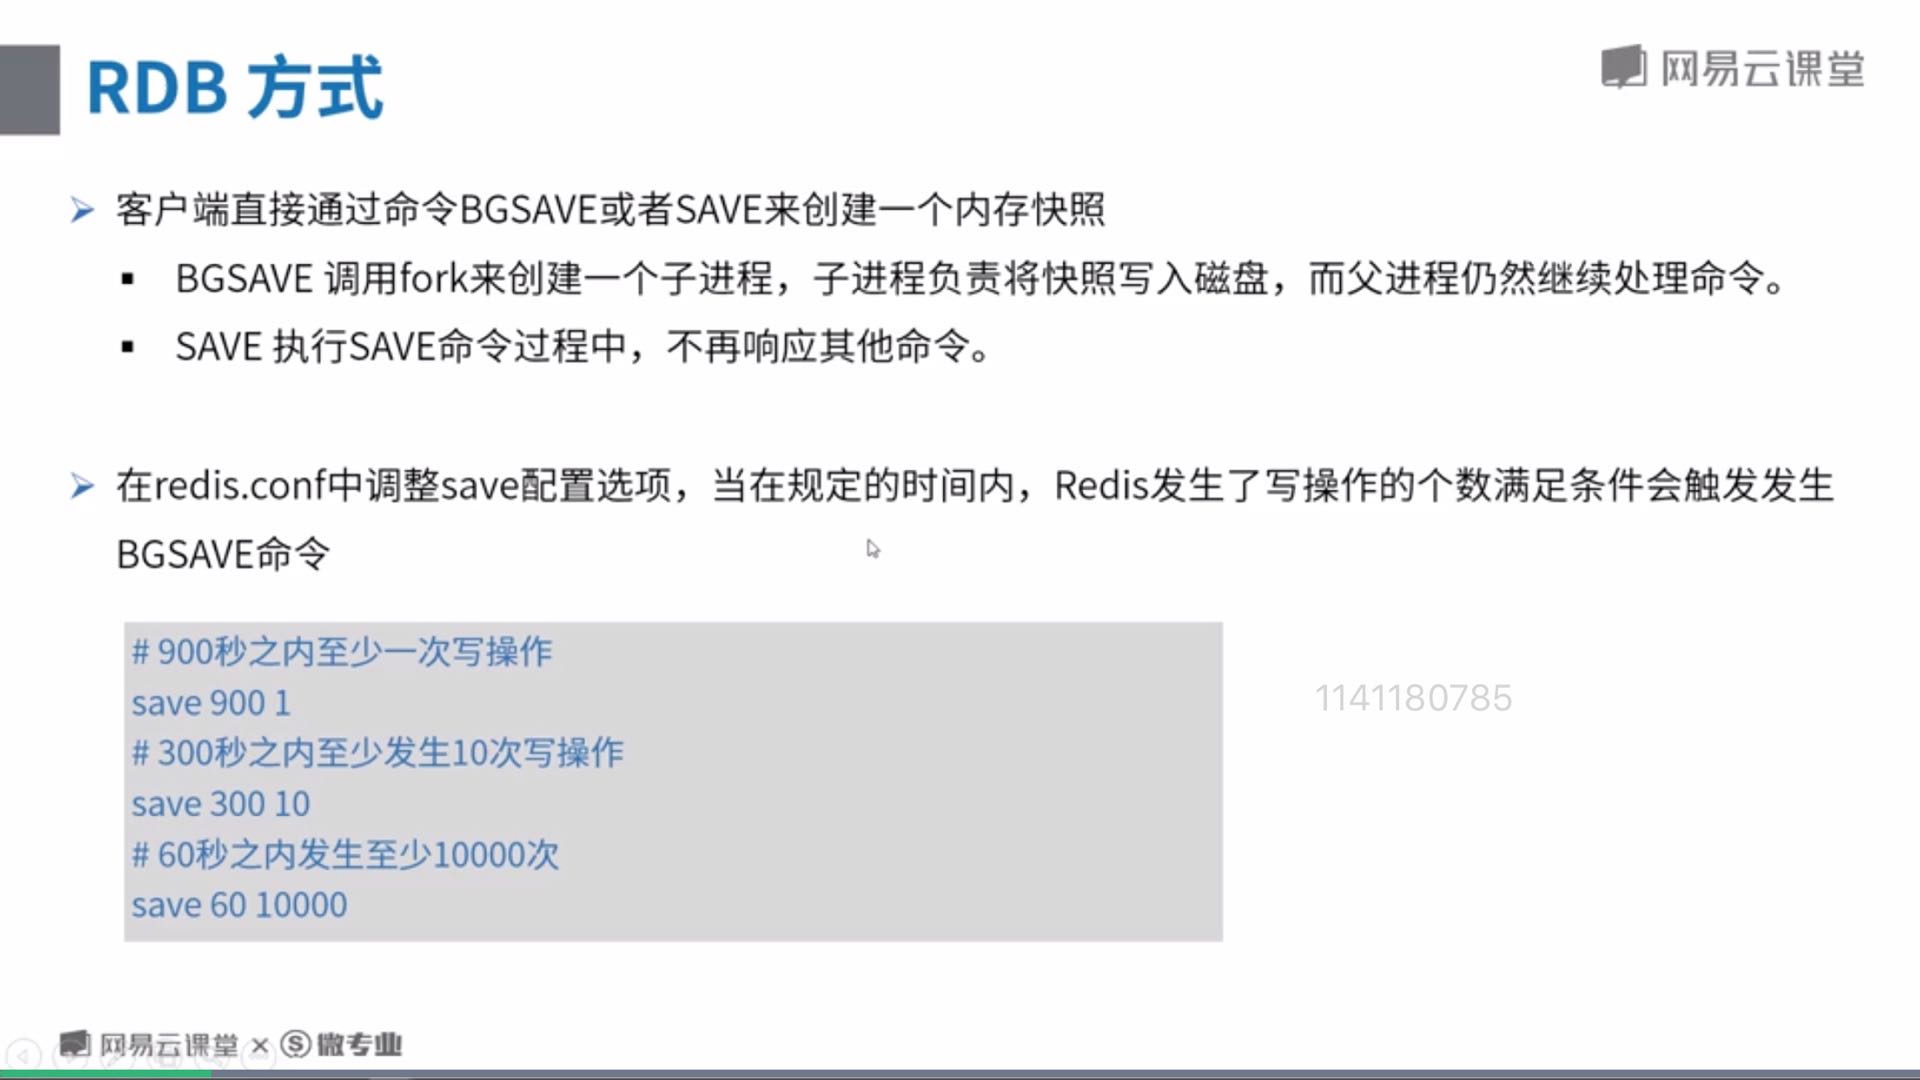 RDB 方式
网易云课堂
客户端直接通过命令BGSAVE或者SAVE来创建一个内存快照
BGSAVE 调用fork来创建一个子进程，子进程负责将快照写入磁盘，而父进程仍然继续处理命令。
SAVE 执行SAVE命令过程中，不再响应其他命令。
在redis.conf中调整save配置选项，当在规定的时间内，Redis发生了写操作的个数满足条件会触发发生
BGSAVE命令
# 900秒之内至少一次写操作
save 900 1
# 300秒之内至少发生10次写操作
save 300 10
# 60秒之内发生至少10000次
save 60 10000
1141180785
网易云课堂 × S 微专业